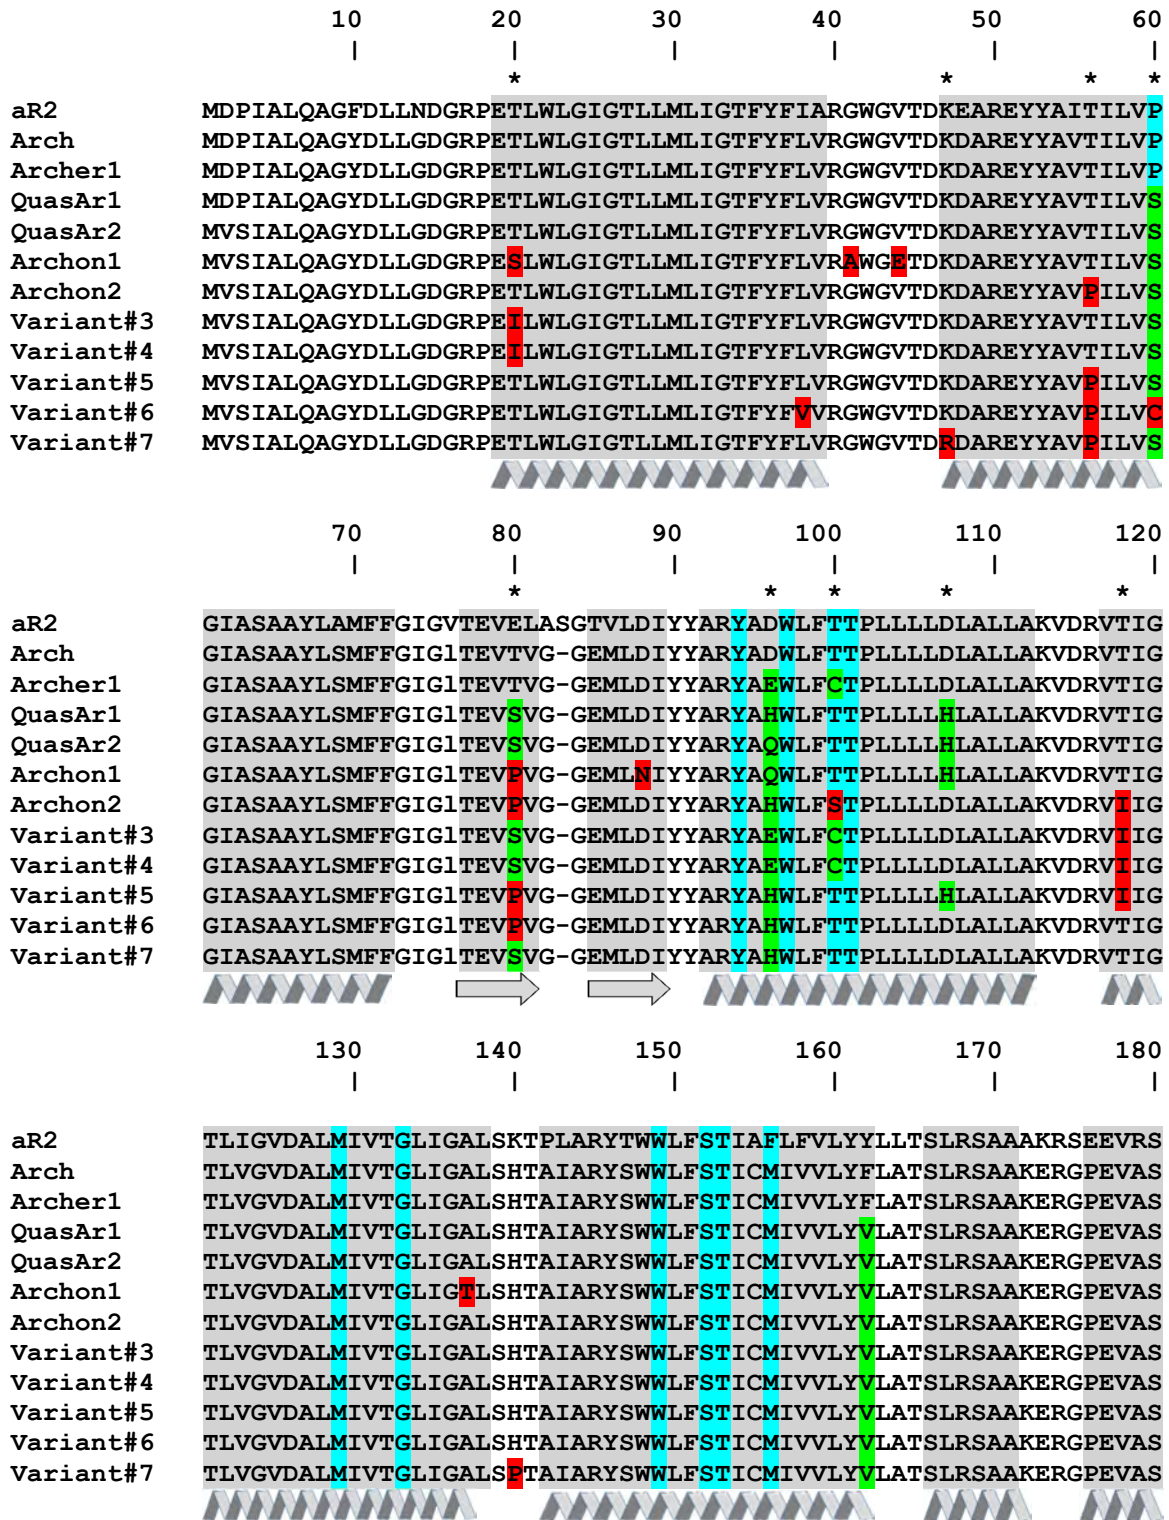 10 20 30 40 50 60
| | | | | |
* * * *
aR2 MDPIALQAGFDLLNDGRPETLWLGIGTLLMLIGTFYFIARGWGVTDKEAREYYAITILVP
Arch MDPIALQAGYDLLGDGRPETLWLGIGTLLMLIGTFYFLVRGWGVTDKDAREYYAVTILVP
Archer1 MDPIALQAGYDLLGDGRPETLWLGIGTLLMLIGTFYFLVRGWGVTDKDAREYYAVTILVP
QuasAr1 MDPIALQAGYDLLGDGRPETLWLGIGTLLMLIGTFYFLVRGWGVTDKDAREYYAVTILVS
QuasAr2 MVSIALQAGYDLLGDGRPETLWLGIGTLLMLIGTFYFLVRGWGVTDKDAREYYAVTILVS
Archon1 MVSIALQAGYDLLGDGRPESLWLGIGTLLMLIGTFYFLVRAWGETDKDAREYYAVTILVS
Archon2 MVSIALQAGYDLLGDGRPETLWLGIGTLLMLIGTFYFLVRGWGVTDKDAREYYAVPILVS
Variant#3 MVSIALQAGYDLLGDGRPEILWLGIGTLLMLIGTFYFLVRGWGVTDKDAREYYAVTILVS
Variant#4 MVSIALQAGYDLLGDGRPEILWLGIGTLLMLIGTFYFLVRGWGVTDKDAREYYAVTILVS
Variant#5 MVSIALQAGYDLLGDGRPETLWLGIGTLLMLIGTFYFLVRGWGVTDKDAREYYAVPILVS
Variant#6 MVSIALQAGYDLLGDGRPETLWLGIGTLLMLIGTFYFVVRGWGVTDKDAREYYAVPILVC
Variant#7 MVSIALQAGYDLLGDGRPETLWLGIGTLLMLIGTFYFLVRGWGVTDRDAREYYAVPILVS
70 80 90 100 110 120
| | | | | |
* * * * *
aR2 GIASAAYLAMFFGIGVTEVELASGTVLDIYYARYADWLFTTPLLLLDLALLAKVDRVTIG
Arch GIASAAYLSMFFGIGlTEVTVG-GEMLDIYYARYADWLFTTPLLLLDLALLAKVDRVTIG
Archer1 GIASAAYLSMFFGIGlTEVTVG-GEMLDIYYARYAEWLFCTPLLLLDLALLAKVDRVTIG
QuasAr1 GIASAAYLSMFFGIGlTEVSVG-GEMLDIYYARYAHWLFTTPLLLLHLALLAKVDRVTIG
QuasAr2 GIASAAYLSMFFGIGlTEVSVG-GEMLDIYYARYAQWLFTTPLLLLHLALLAKVDRVTIG
Archon1 GIASAAYLSMFFGIGlTEVPVG-GEMLNIYYARYAQWLFTTPLLLLHLALLAKVDRVTIG
Archon2 GIASAAYLSMFFGIGlTEVPVG-GEMLDIYYARYAHWLFSTPLLLLDLALLAKVDRVIIG
Variant#3 GIASAAYLSMFFGIGlTEVSVG-GEMLDIYYARYAEWLFCTPLLLLDLALLAKVDRVIIG
Variant#4 GIASAAYLSMFFGIGlTEVSVG-GEMLDIYYARYAEWLFCTPLLLLDLALLAKVDRVIIG
Variant#5 GIASAAYLSMFFGIGlTEVPVG-GEMLDIYYARYAHWLFTTPLLLLHLALLAKVDRVIIG
Variant#6 GIASAAYLSMFFGIGlTEVPVG-GEMLDIYYARYAHWLFTTPLLLLDLALLAKVDRVTIG
Variant#7 GIASAAYLSMFFGIGlTEVSVG-GEMLDIYYARYAHWLFTTPLLLLDLALLAKVDRVTIG
130 140 150 160 170 180
| | | | | |
aR2 TLIGVDALMIVTGLIGALSKTPLARYTWWLFSTIAFLFVLYYLLTSLRSAAAKRSEEVRS
Arch TLVGVDALMIVTGLIGALSHTAIARYSWWLFSTICMIVVLYFLATSLRSAAKERGPEVAS
Archer1 TLVGVDALMIVTGLIGALSHTAIARYSWWLFSTICMIVVLYFLATSLRSAAKERGPEVAS
QuasAr1 TLVGVDALMIVTGLIGALSHTAIARYSWWLFSTICMIVVLYVLATSLRSAAKERGPEVAS
QuasAr2 TLVGVDALMIVTGLIGALSHTAIARYSWWLFSTICMIVVLYVLATSLRSAAKERGPEVAS
Archon1 TLVGVDALMIVTGLIGTLSHTAIARYSWWLFSTICMIVVLYVLATSLRSAAKERGPEVAS
Archon2 TLVGVDALMIVTGLIGALSHTAIARYSWWLFSTICMIVVLYVLATSLRSAAKERGPEVAS
Variant#3 TLVGVDALMIVTGLIGALSHTAIARYSWWLFSTICMIVVLYVLATSLRSAAKERGPEVAS
Variant#4 TLVGVDALMIVTGLIGALSHTAIARYSWWLFSTICMIVVLYVLATSLRSAAKERGPEVAS
Variant#5 TLVGVDALMIVTGLIGALSHTAIARYSWWLFSTICMIVVLYVLATSLRSAAKERGPEVAS
Variant#6 TLVGVDALMIVTGLIGALSHTAIARYSWWLFSTICMIVVLYVLATSLRSAAKERGPEVAS
Variant#7 TLVGVDALMIVTGLIGALSPTAIARYSWWLFSTICMIVVLYVLATSLRSAAKERGPEVAS